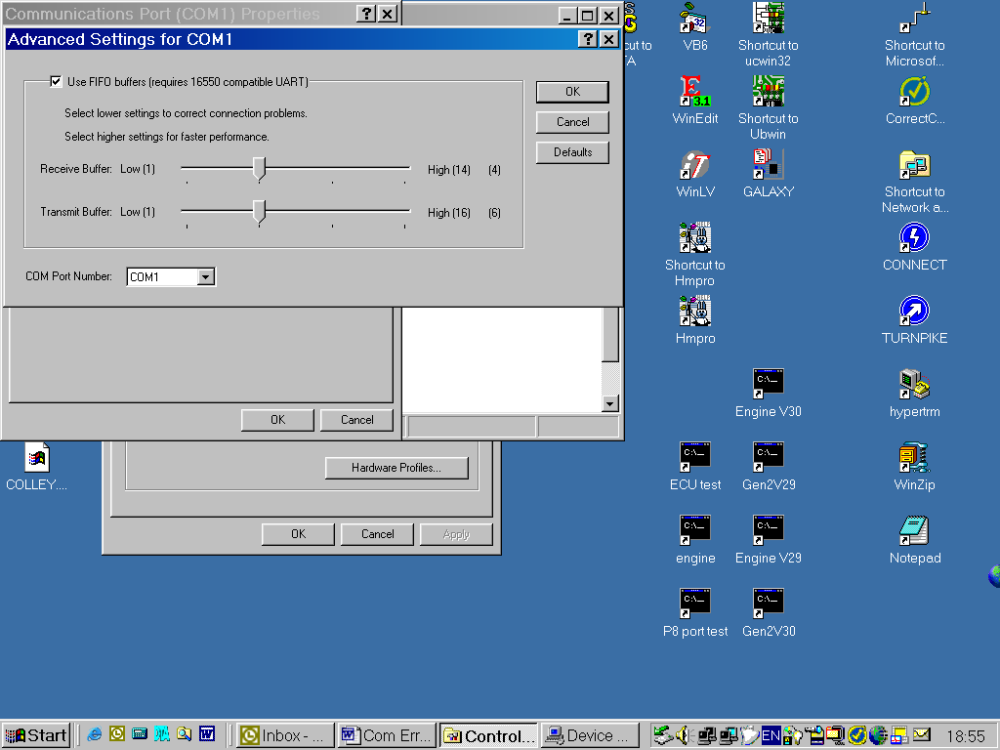 Communications Port (COM1) Properties
Advanced Settings for COM1
Use FIFO buffers (requires 16550 compatible UART)
Select lower settings to correct connection problems.
Select higher settings for faster performance.
Receive Buffer: Low (1) High (14) (4)
Transmit Buffer: Low (1) High (16) (6)
COM Port Number: COM1
OK
Cancel
Defaults
OK Cancel
Hardware Profiles...
OK Cancel Apply
COLLEY....
cut to
TA
VB6
Shortcut to
ucwin32
Shortcut to
Microsof...
3.1
WinEdit
Shortcut to
Ubwin
CorrectC...
WinLV
GALAXY
Shortcut to
Network a...
Shortcut to
Hmpro
CONNECT
Hmpro
TURNPIKE
C:\_
Engine V30
hypertrm
C:\_
ECU test
C:\_
Gen2V29
WinZip
C:\_
engine
C:\_
Engine V29
Notepad
C:\_
P8 port test
C:\_
Gen2V30
Start
Inbox - ...
Com Err...
Control...
Device ...
EN
18:55